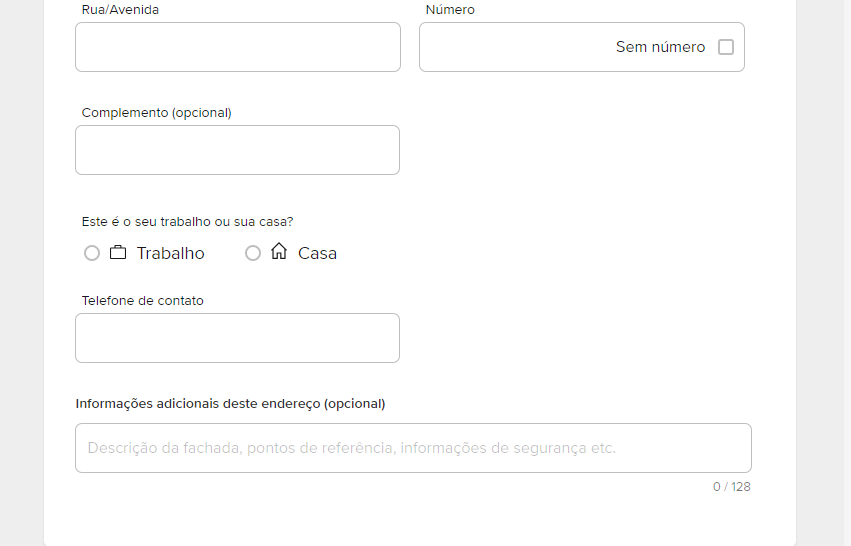 Rua/Avenida
Número
Sem número
Complemento (opcional)
Este é o seu trabalho ou sua casa?
Trabalho
Casa
Telefone de contato
Informações adicionais deste endereço (opcional)
Descrição da fachada, pontos de referência, informações de segurança etc.
0 / 128